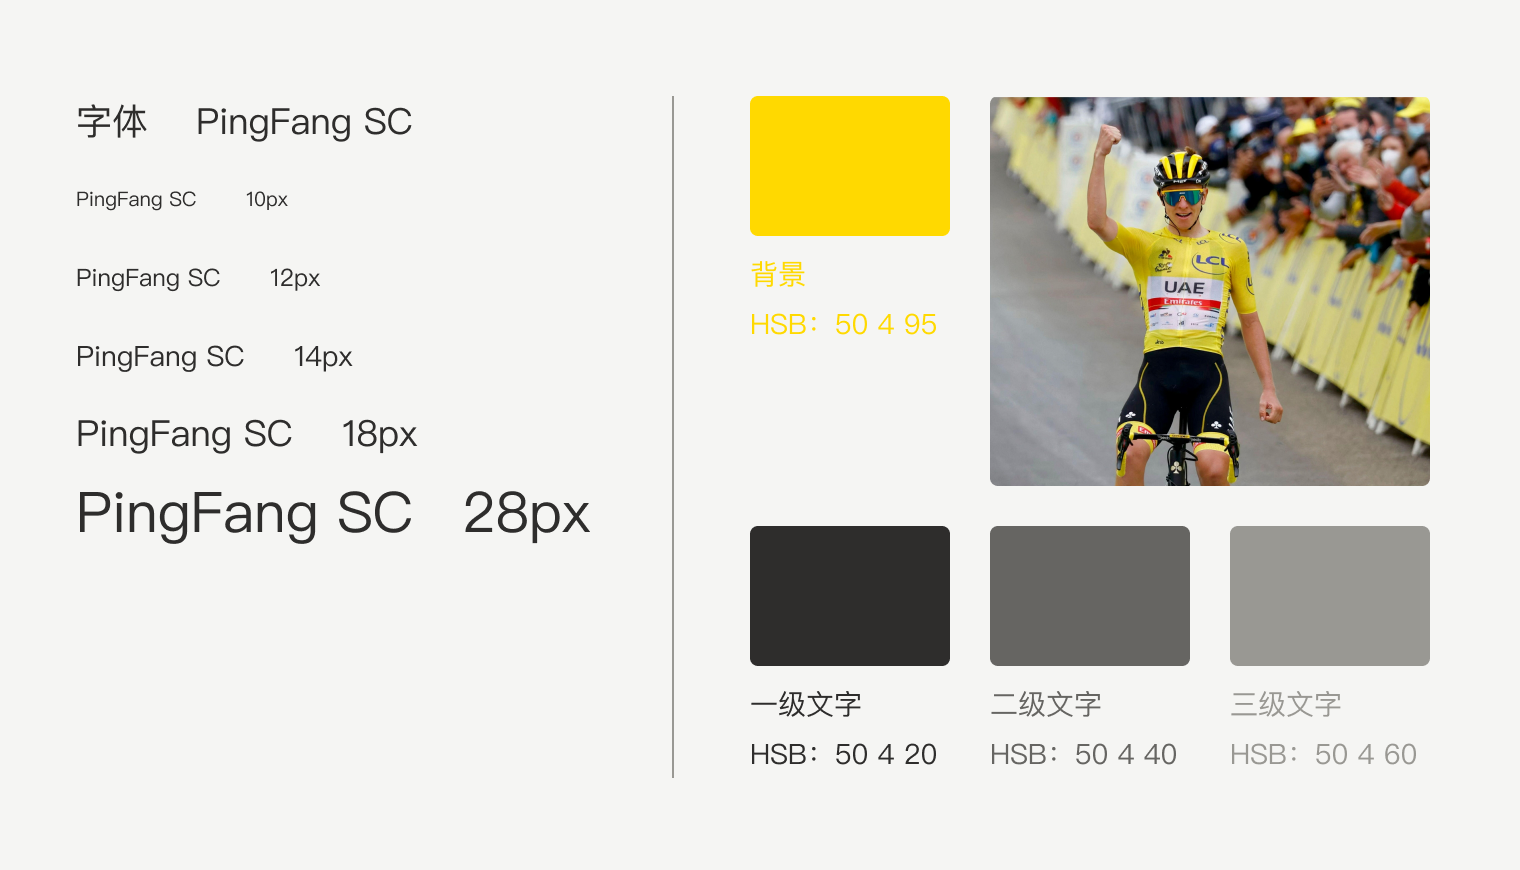 字体 PingFang SC
PingFang SC 10px
PingFang SC 12px
PingFang SC 14px
PingFang SC 18px
PingFang SC 28px
背景
HSB：50 4 95
LCL
UAE
Emirates
一级文字
HSB：50 4 20
二级文字
HSB：50 4 40
三级文字
HSB：50 4 60